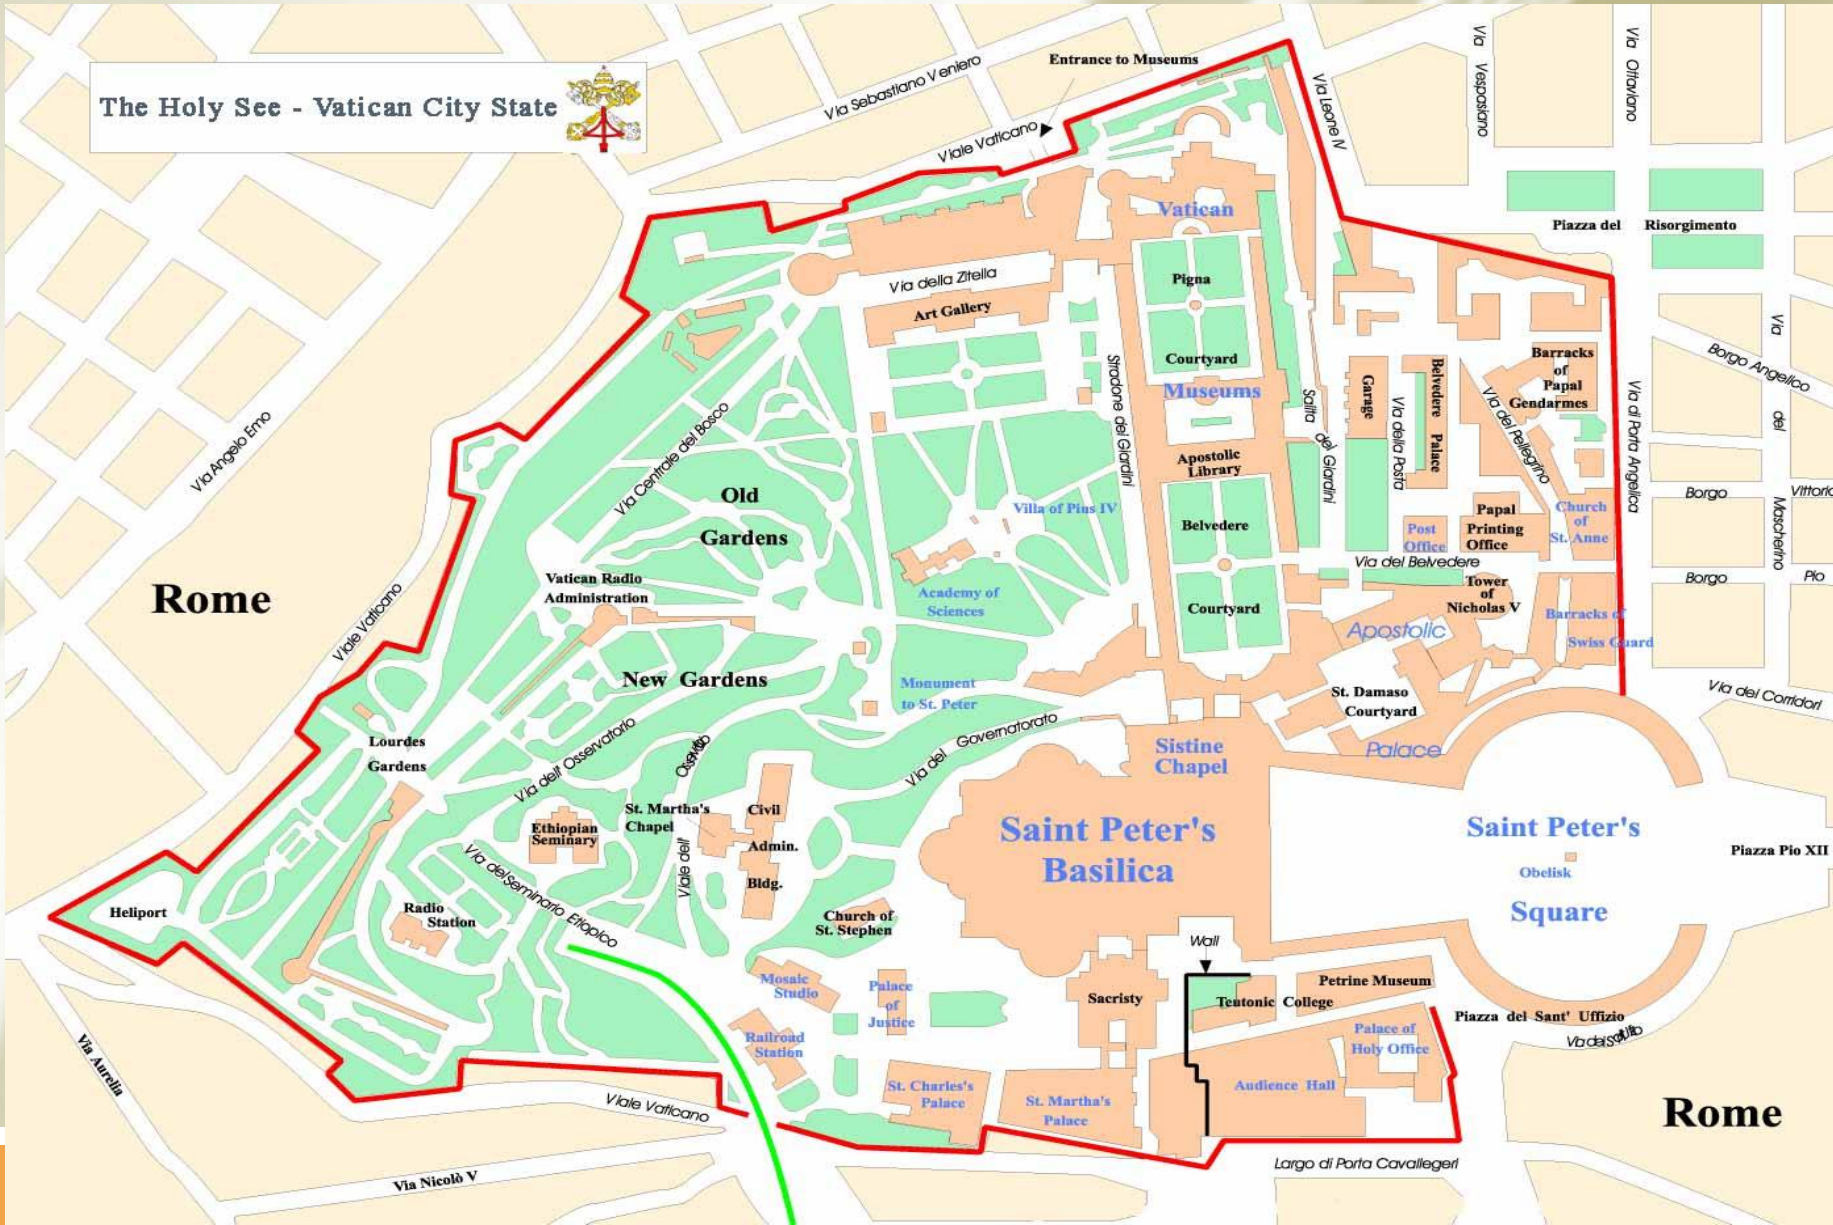 The Holy See - Vatican City State
Entrance to Museums
Via Sebastiano Veniero
Viale Vaticano
Via Leone IV
Via Vespasiano
Via Ottaviano
Piazza del Risorgimento
Vatican
Via della Zitella
Art Gallery
Pigna
Courtyard
Museums
Stradone dei Giardini
Salita dei Giardini
Garage
Via della Posta
Belvedere Palace
Via del Pellegrino
Barracks
of
Papal
Gendarmes
Via di Porta Angelica
Borgo Angelico
Via del Mascherino
Apostolic
Library
Via Angelo Emo
Via Centrale del Bosco
Old
Gardens
Villa of Pius IV
Belvedere
Courtyard
Post
Office
Papal
Printing
Office
Church
of
St. Anne
Borgo Vittorio
Via del Belvedere
Tower
of
Nicholas V
Borgo Pio
Rome
Viale Vaticano
Vatican Radio
Administration
Academy of
Sciences
Barracks of
Swiss Guard
Apostolic
New Gardens
Monument
to St. Peter
St. Damaso
Courtyard
Palace
Via dei Corridori
Lourdes
Gardens
Via dell' Osservatorio
Via del Governatorato
Sistine
Chapel
St. Martha's
Chapel
Civil
Admin.
Bldg.
Ethiopian
Seminary
Viale dell'
Via del Seminario Etiopico
Saint Peter's
Basilica
Saint Peter's
Obelisk
Square
Piazza Pio XII
Heliport
Radio
Station
Church of
St. Stephen
Wall
Mosaic
Studio
Palace
of
Justice
Sacristy
Teutonic College
Petrine Museum
Piazza del Sant' Uffizio
Via del
Railroad
Station
Palace of
Holy Office
Via Aurelia
Viale Vaticano
St. Charles's
Palace
St. Martha's
Palace
Audience Hall
Rome
Via Nicolò V
Largo di Porta Cavallegeri